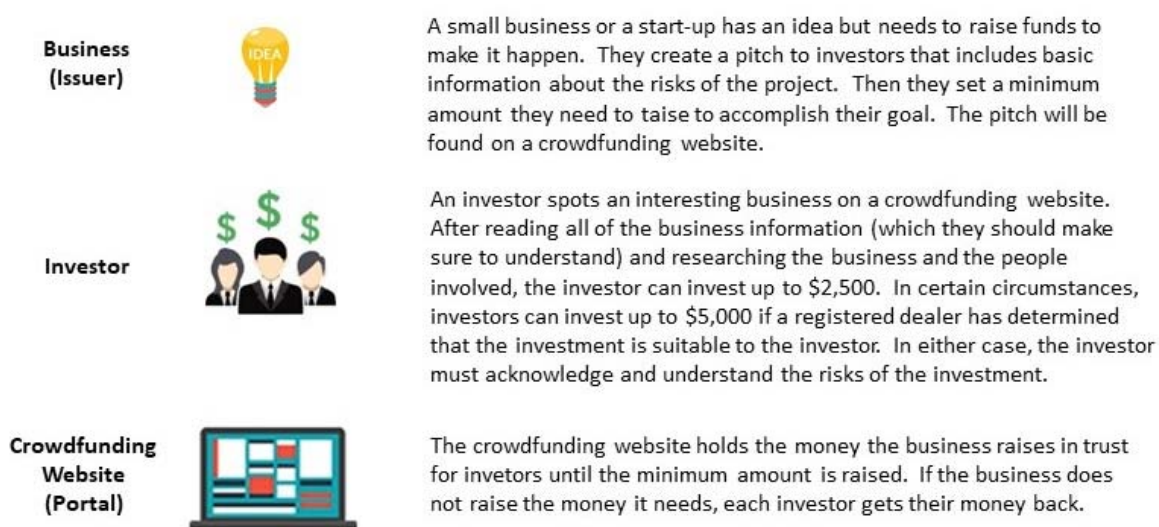 Business
(Issuer)
IDEA
A small business or a start-up has an idea but needs to raise funds to
make it happen. They create a pitch to investors that includes basic
information about the risks of the project. Then they set a minimum
amount they need to taise to accomplish their goal. The pitch will be
found on a crowdfunding website.
Investor
$ $ $
An investor spots an interesting business on a crowdfunding website.
After reading all of the business information (which they should make
sure to understand) and researching the business and the people
involved, the investor can invest up to $2,500. In certain circumstances,
investors can invest up to $5,000 if a registered dealer has determined
that the investment is suitable to the investor. In either case, the investor
must acknowledge and understand the risks of the investment.
Crowdfunding
Website
(Portal)
The crowdfunding website holds the money the business raises in trust
for invetors until the minimum amount is raised. If the business does
not raise the money it needs, each investor gets their money back.